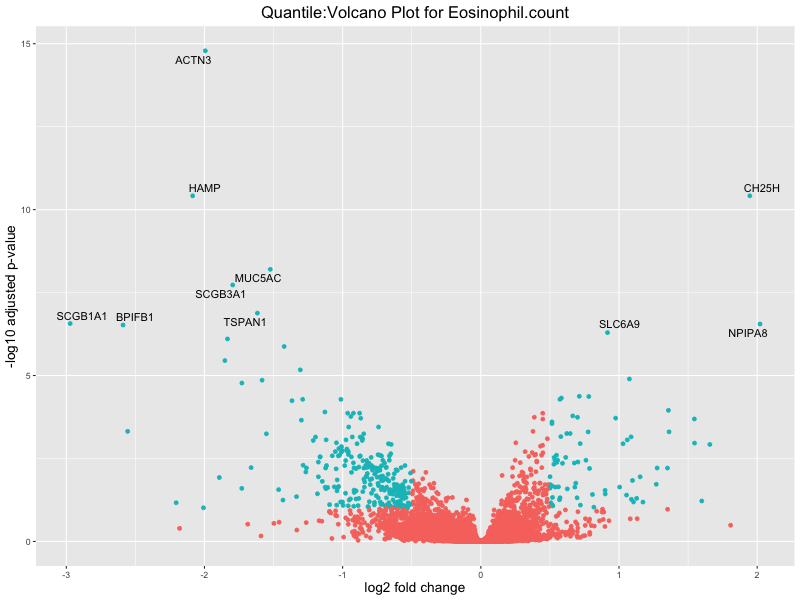 Quantile:Volcano Plot for Eosinophil.count
15
ACTN3
HAMP
CH25H
10
-log10 adjusted p-value
MUC5AC
SCGB3A1
SCGB1A1
BPIFB1
TSPAN1
SLC6A9
NPIPA8
5
0
-3
-2
-1
0
1
2
log2 fold change